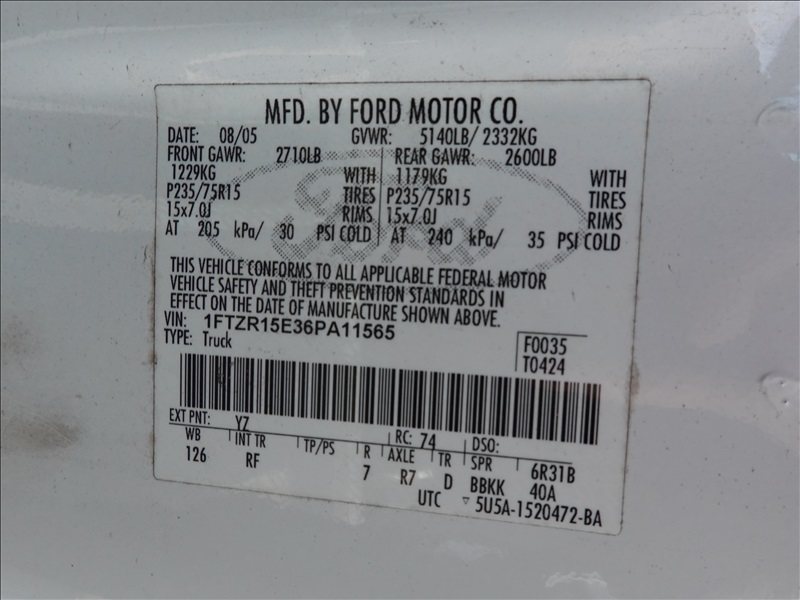 MFD. BY FORD MOTOR CO.
DATE: 08/05 GVWR: 5140LB/ 2332KG
FRONT GAWR: 2710LB REAR GAWR: 2600LB
1229KG WITH 1179KG WITH
P235/75R15 TIRES P235/75R15 TIRES
15x7.0J RIMS 15x7.0J RIMS
AT 205 kPa/ 30 PSI COLD AT 240 kPa/ 35 PSI COLD
Ford
THIS VEHICLE CONFORMS TO ALL APPLICABLE FEDERAL MOTOR
VEHICLE SAFETY AND THEFT PREVENTION STANDARDS IN
EFFECT ON THE DATE OF MANUFACTURE SHOWN ABOVE.
VIN: 1FTZR15E36PA11565
TYPE: Truck
F0035
T0424
EXT PNT: YZ RC: 74 DSO:
WB INT TR TP/PS R AXLE TR SPR 6R31B
126 RF 7 R7 D BBKK 40A
UTC 5U5A-1520472-BA